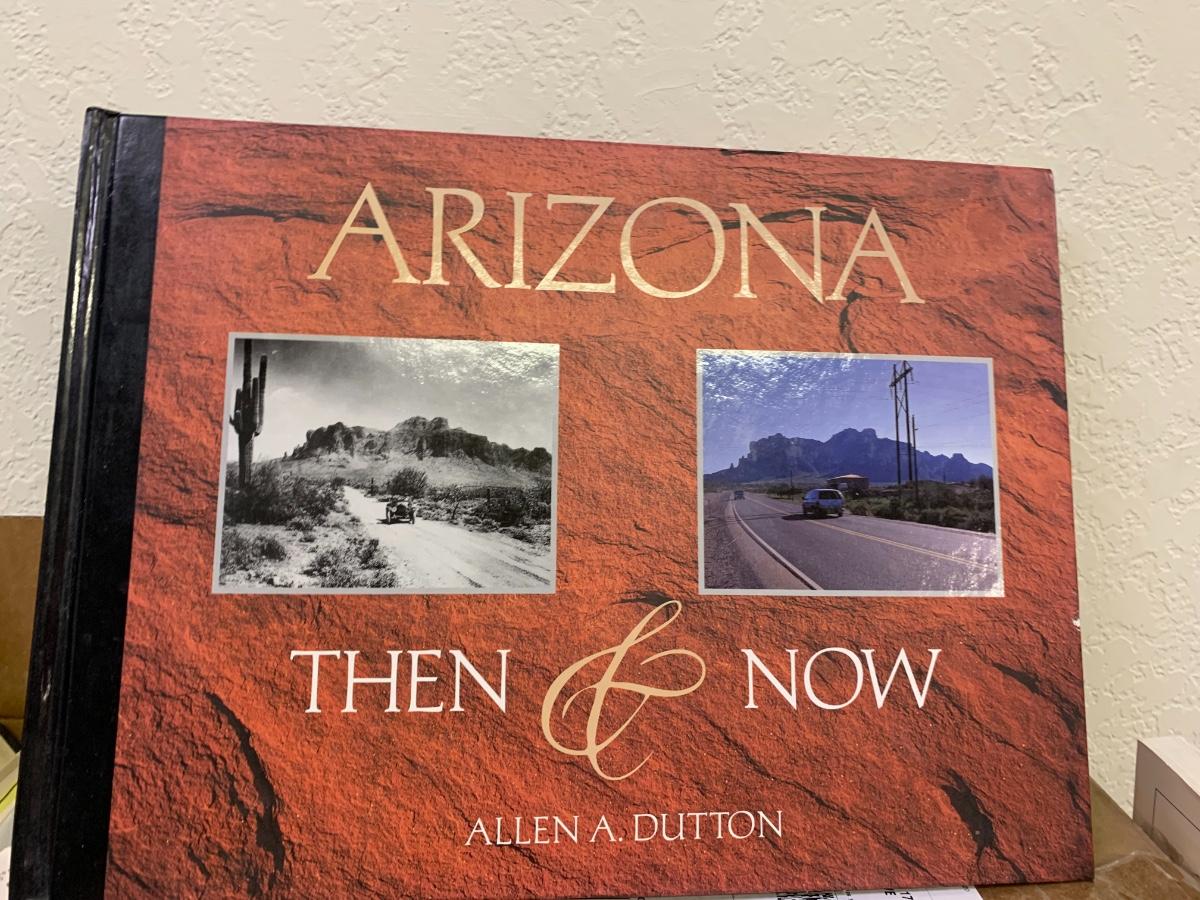 ARIZONA
THEN & NOW
ALLEN A. DUTTON